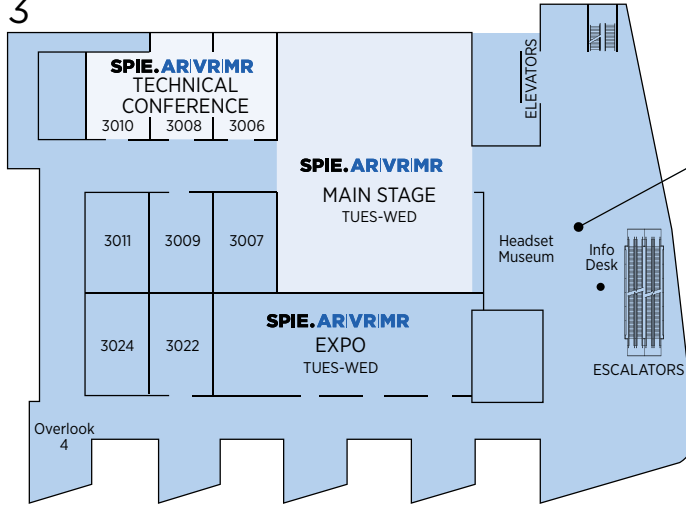 3
SPIE.AR|VR|MR
TECHNICAL
CONFERENCE
3010
3008
3006
ELEVATORS
SPIE.AR|VR|MR
MAIN STAGE
TUES-WED
3011
3009
3007
Headset
Museum
Info
Desk
3024
3022
SPIE.AR|VR|MR
EXPO
TUES-WED
ESCALATORS
Overlook
4